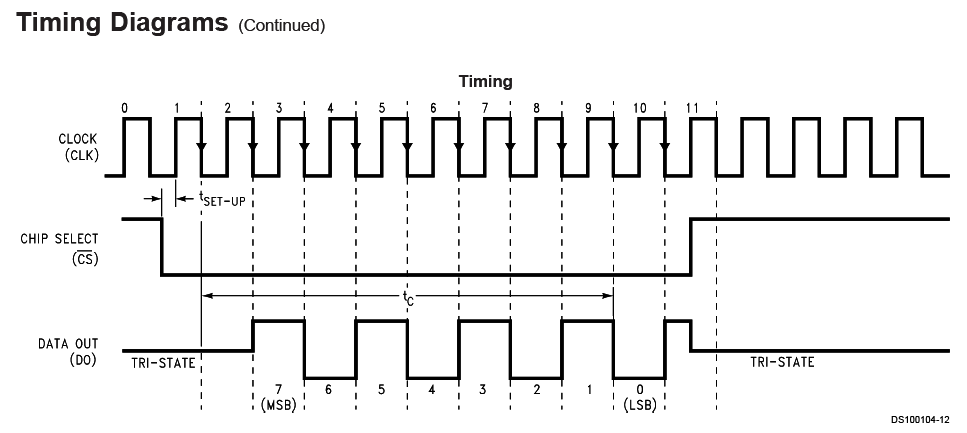 Timing Diagrams (Continued)
Timing
0 1 2 3 4 5 6 7 8 9 10 11
CLOCK
(CLK)
tSET-UP
CHIP SELECT
(CS)
tC
DATA OUT
(DO)
TRI-STATE
TRI-STATE
7 6 5 4 3 2 1 0
(MSB) (LSB)
DS100104-12